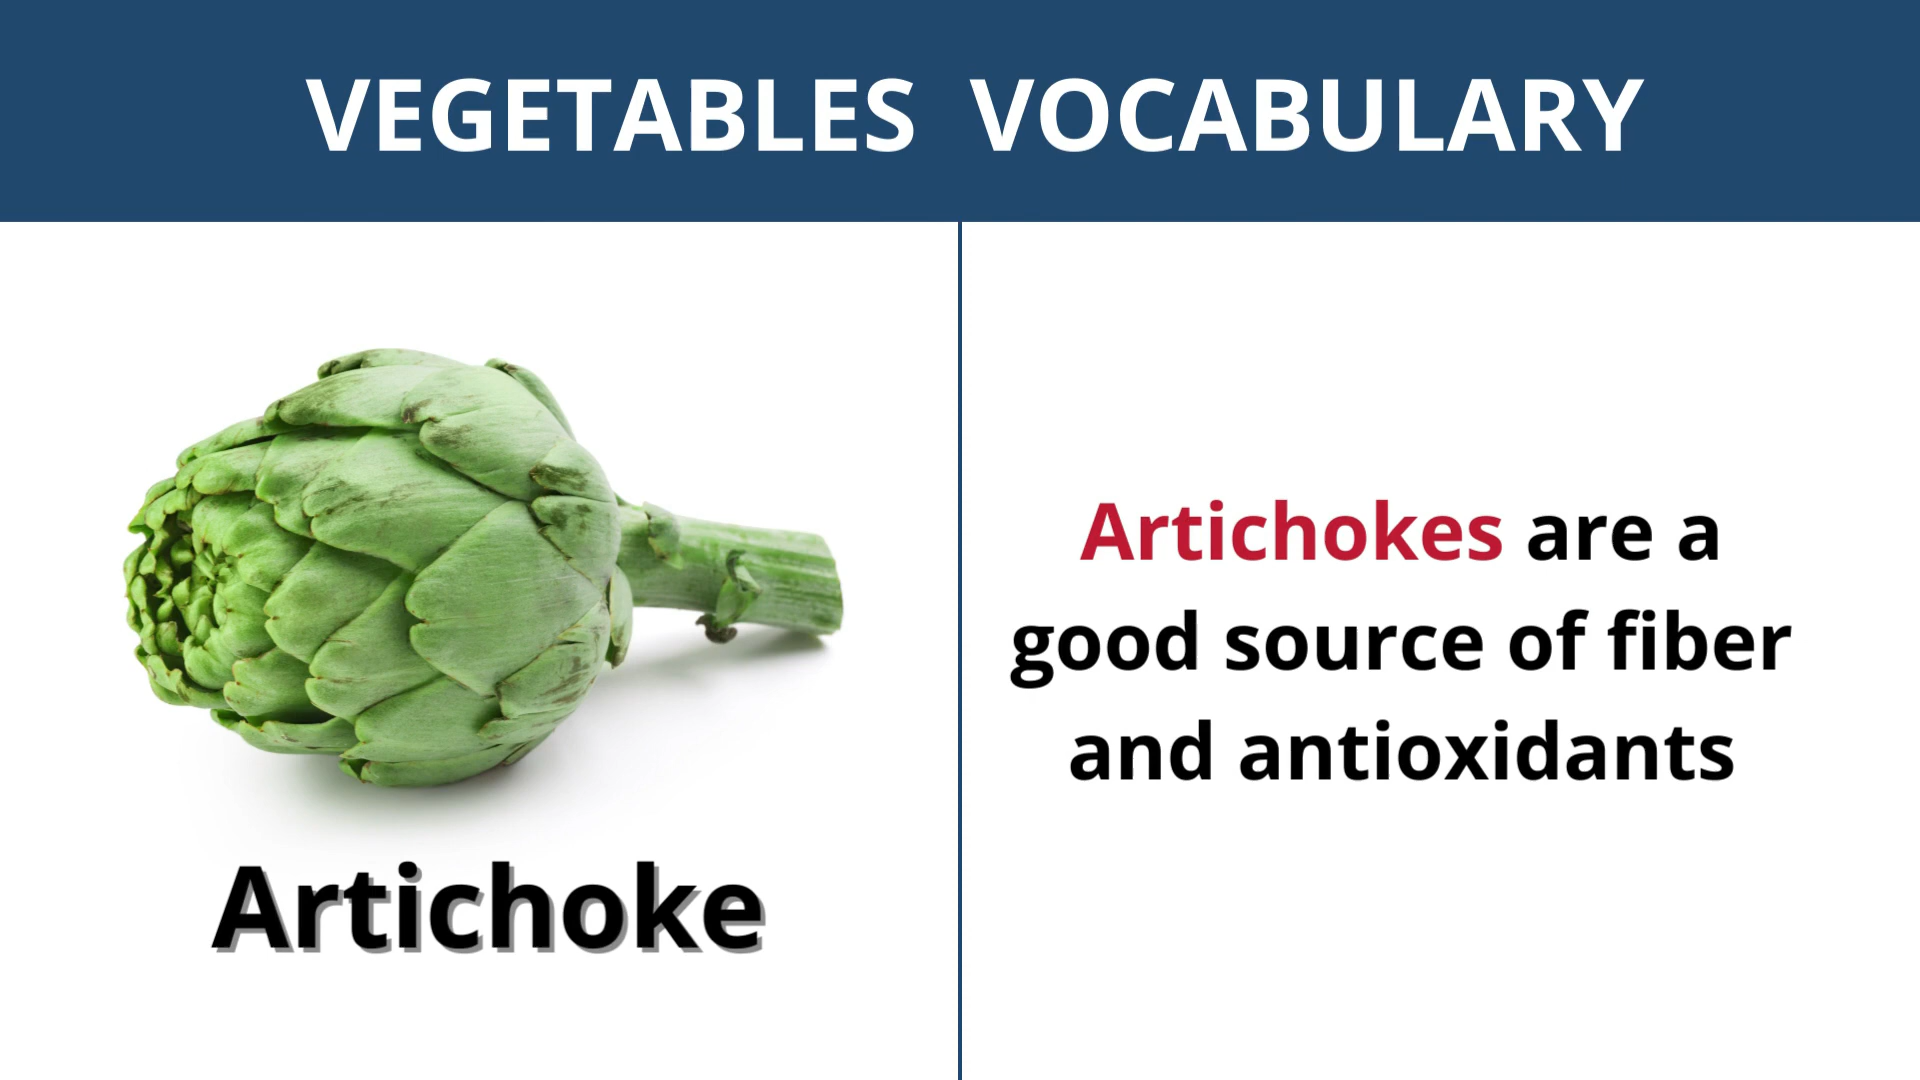 VEGETABLES VOCABULARY
Artichoke
Artichokes are a
good source of fiber
and antioxidants